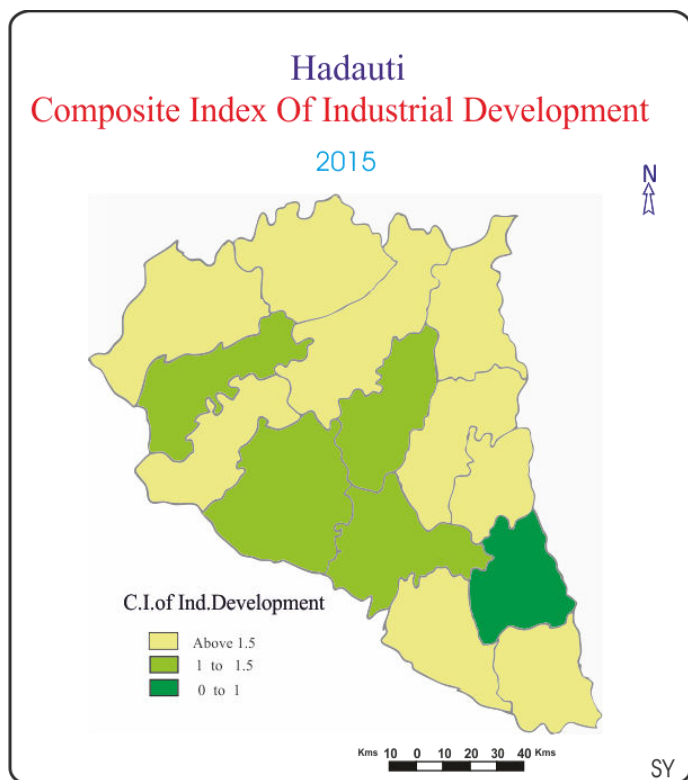 Hadauti
Composite Index Of Industrial Development
2015
N
C.I.of Ind.Development
Above 1.5
1 to 1.5
0 to 1
Kms 10 0 10 20 30 40 Kms
SY